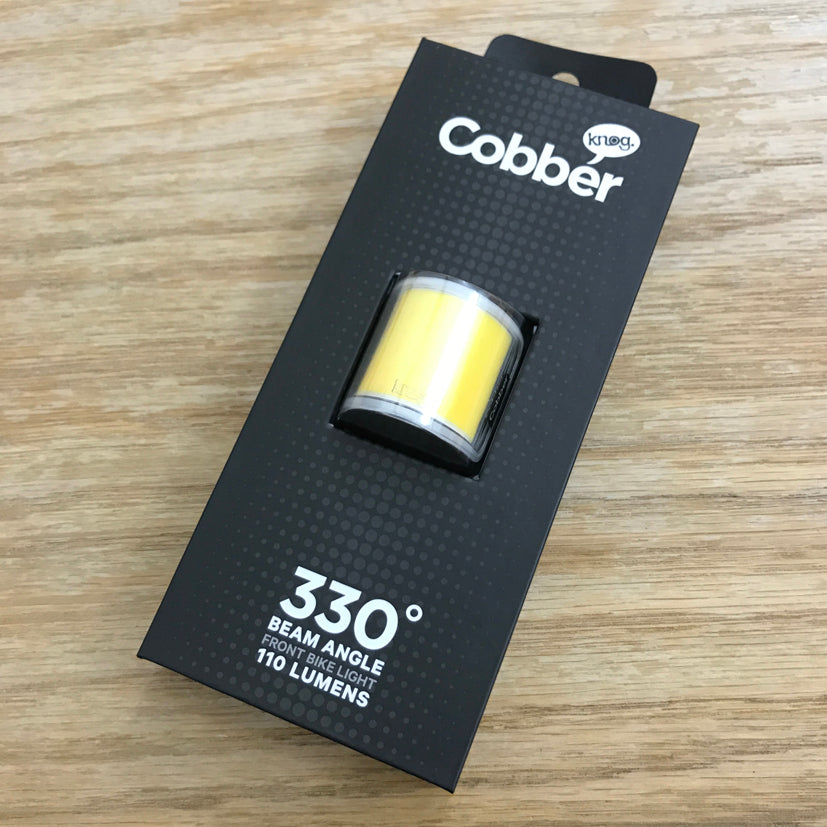 knog.
Cobber
330°
BEAM ANGLE
FRONT BIKE LIGHT
110 LUMENS